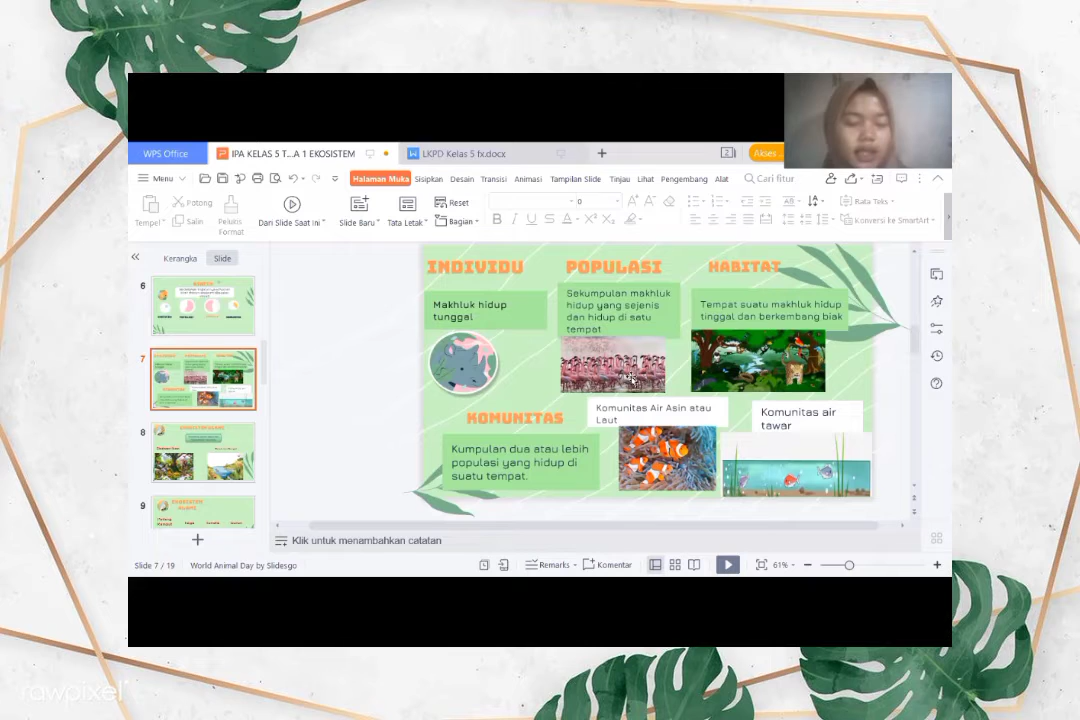 WPS Office
IPA KELAS 5 T...A 1 EKOSISTEM
LKPD Kelas 5 fx.docx
Akses
Menu
Halaman Muka
Sisipkan
Desain
Transisi
Animasi
Tampilan Slide
Tinjau
Lihat
Pengembang
Alat
Cari fitur
Tempel
Potong
Salin
Pelukis
Format
Dari Slide Saat Ini
Slide Baru
Tata Letak
Reset
Bagian
0
Rata Teks
Konversi ke SmartArt
Kerangka
Slide
6
7
8
9
INDIVIDU
Makhluk hidup
tunggal
POPULASI
Sekumpulan makhluk
hidup yang sejenis
dan hidup di satu
tempat
HABITAT
Tempat suatu makhluk hidup
tinggal dan berkembang biak
KOMUNITAS
Kumpulan dua atau lebih
populasi yang hidup di
suatu tempat.
Komunitas Air Asin atau
Laut
Komunitas air
tawar
Klik untuk menambahkan catatan
Slide 7 / 19
World Animal Day by Slidesgo
Remarks
Komentar
61%
rawpixel